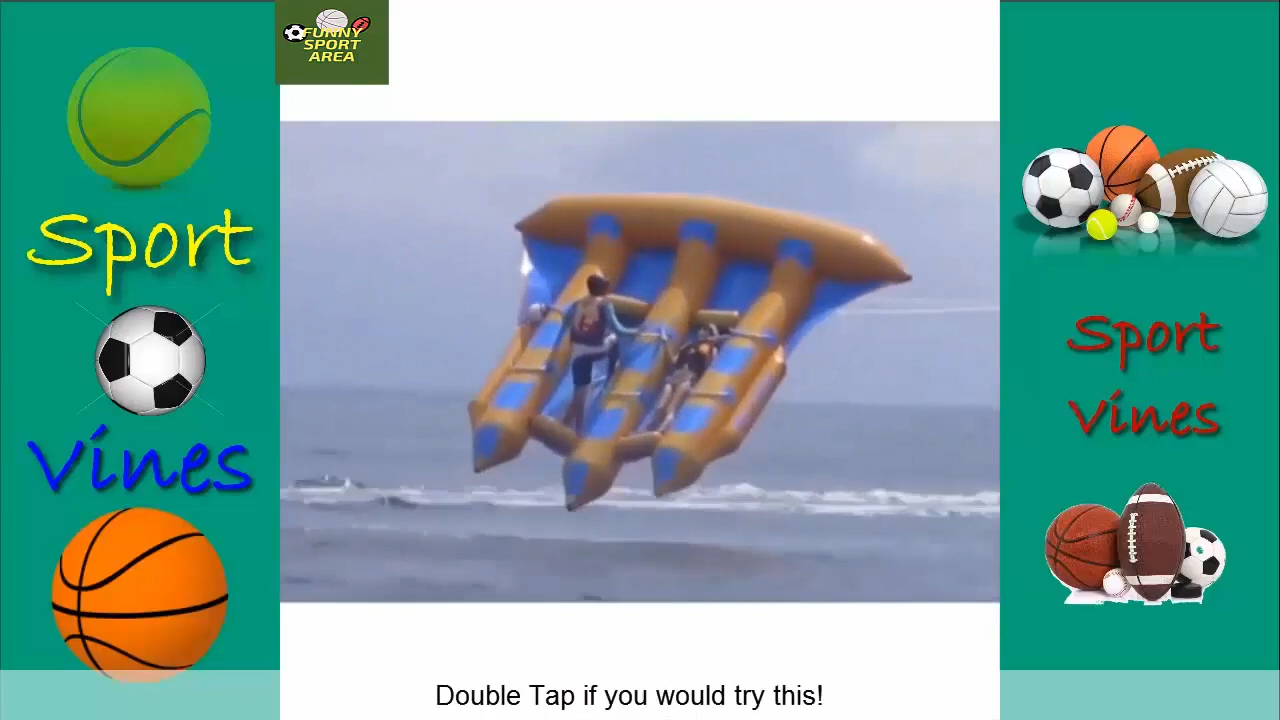 FUNNY
SPORT
AREA
Sport
Vines
Sport
Vines
Double Tap if you would try this!